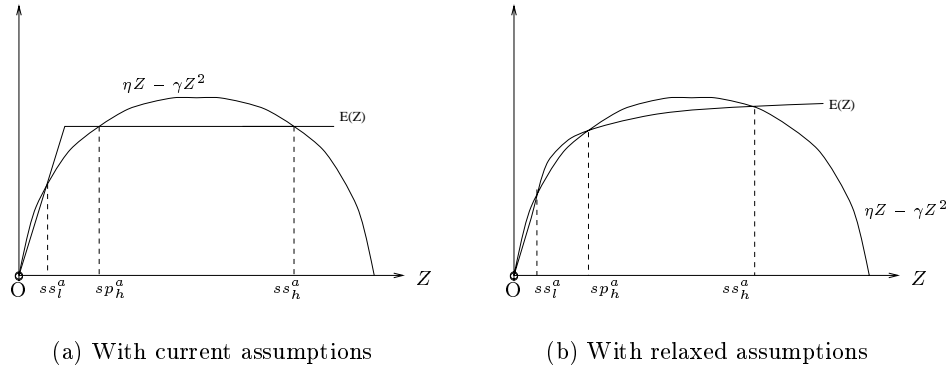 ηZ − γZ²
E(Z)
O
ss_l^a
sp_h^a
ss_h^a
Z
(a) With current assumptions
E(Z)
ηZ − γZ²
O
ss_l^a
sp_h^a
ss_h^a
Z
(b) With relaxed assumptions